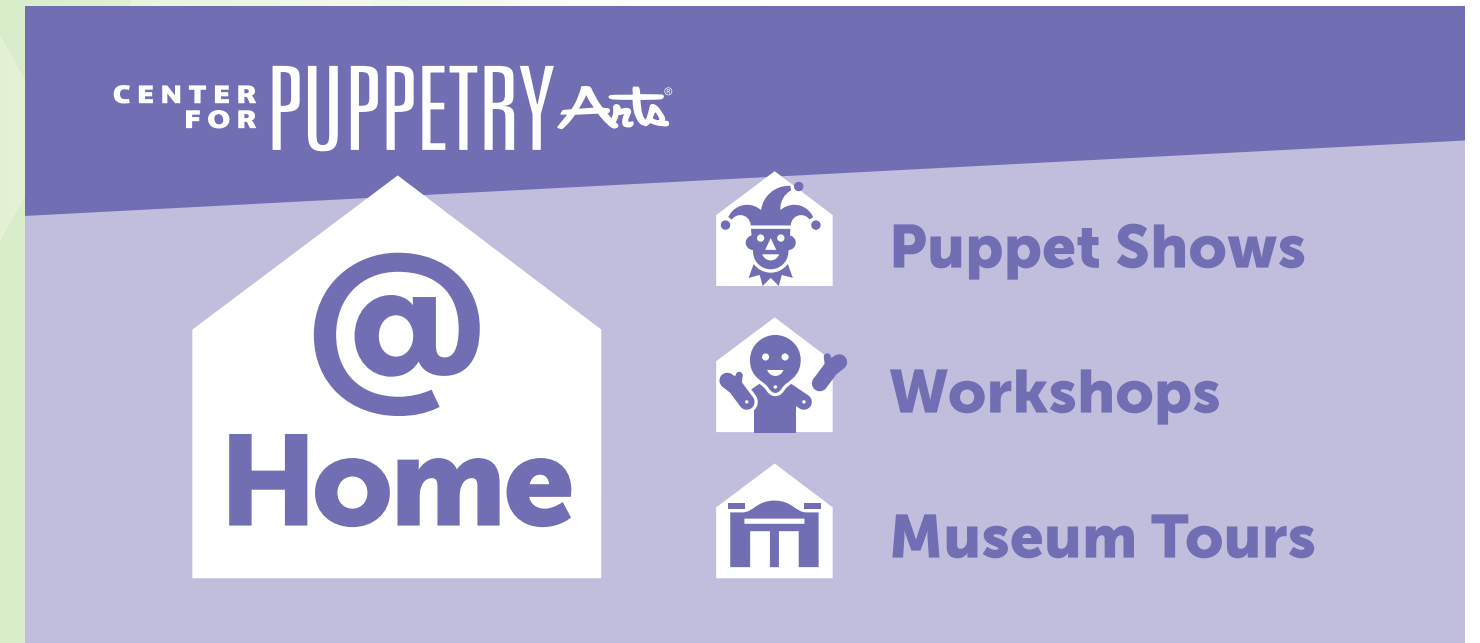 CENTER
FOR PUPPETRY Arts®
@
Home
Puppet Shows
Workshops
Museum Tours